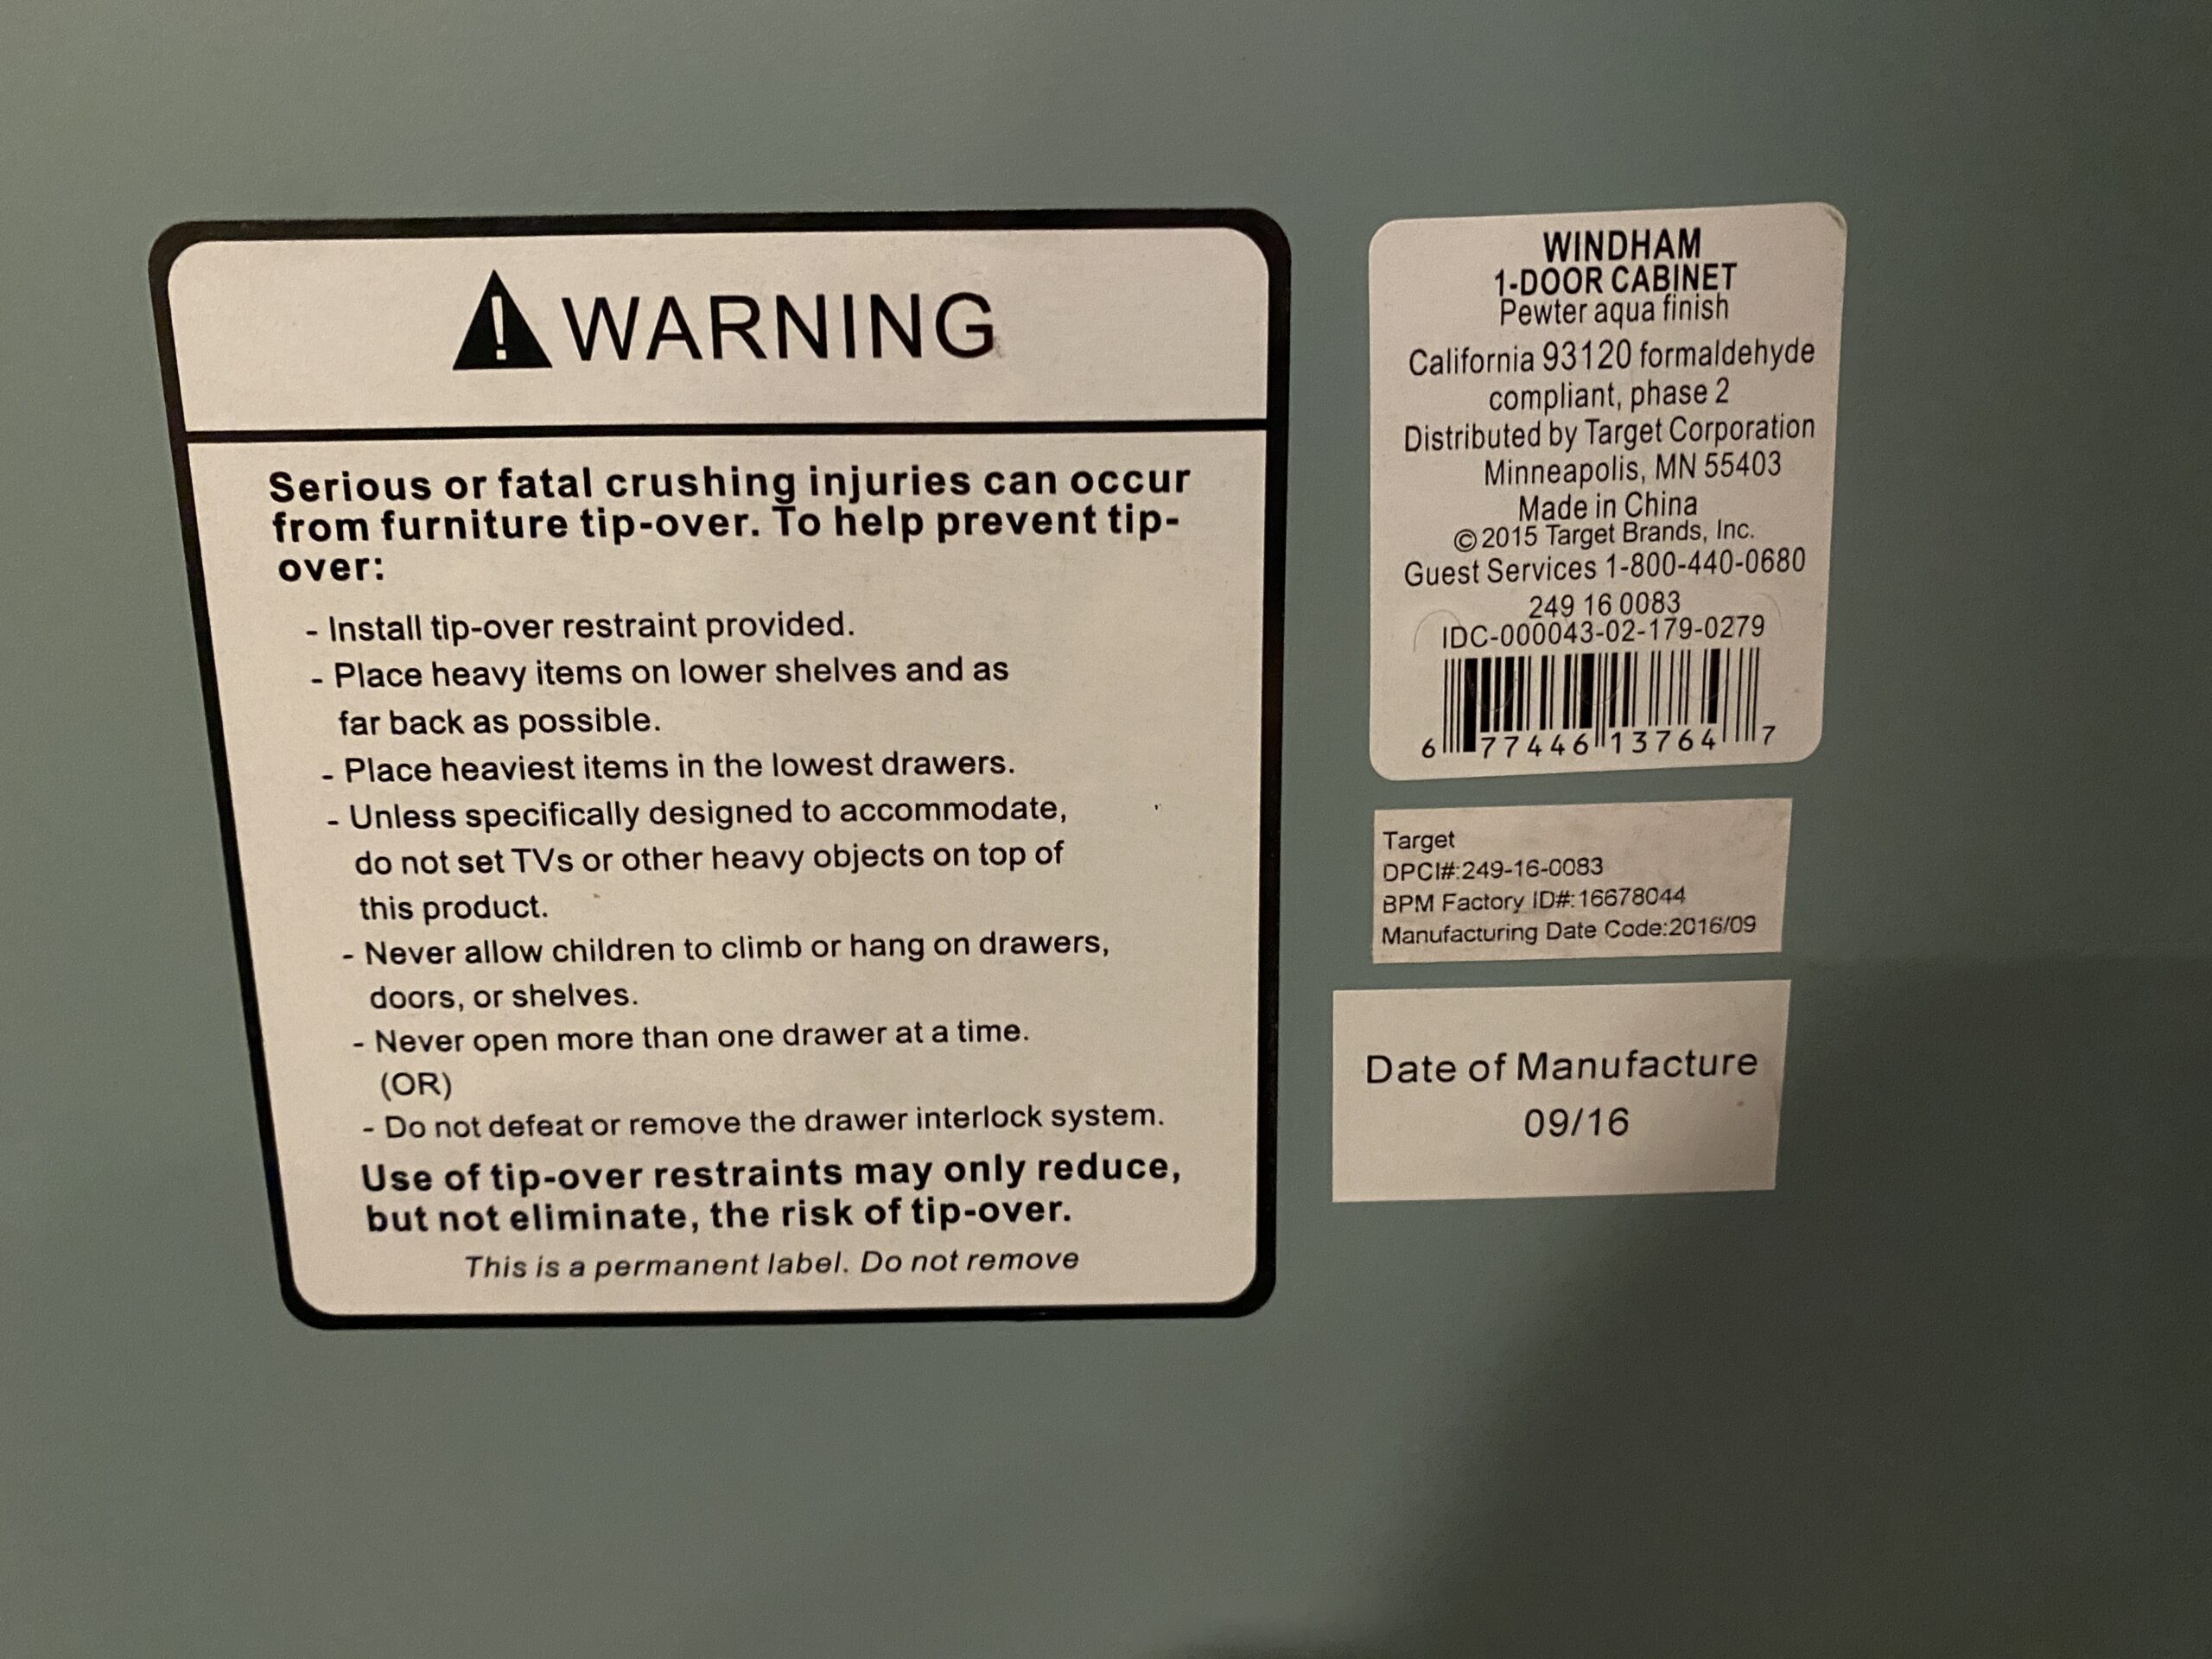 WARNING
Serious or fatal crushing injuries can occur
from furniture tip-over. To help prevent tip-
over:
- Install tip-over restraint provided.
- Place heavy items on lower shelves and as
far back as possible.
- Place heaviest items in the lowest drawers.
- Unless specifically designed to accommodate,
do not set TVs or other heavy objects on top of
this product.
- Never allow children to climb or hang on drawers,
doors, or shelves.
- Never open more than one drawer at a time.
(OR)
- Do not defeat or remove the drawer interlock system.
Use of tip-over restraints may only reduce,
but not eliminate, the risk of tip-over.
This is a permanent label. Do not remove
WINDHAM
1-DOOR CABINET
Pewter aqua finish
California 93120 formaldehyde
compliant, phase 2
Distributed by Target Corporation
Minneapolis, MN 55403
Made in China
©2015 Target Brands, Inc.
Guest Services 1-800-440-0680
249 16 0083
IDC-000043-02-179-0279
6 77446 13764 7
Target
DPCI#:249-16-0083
BPM Factory ID#:16678044
Manufacturing Date Code:2016/09
Date of Manufacture
09/16